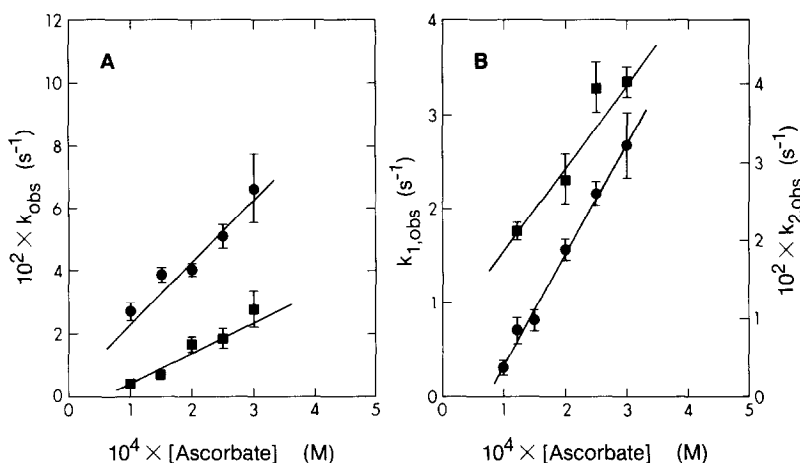 A
12
10
8
6
4
2
0
10² × k_obs (s⁻¹)
0 1 2 3 4 5
10⁴ × [Ascorbate] (M)
B
4
3
2
1
0
k_1,obs (s⁻¹)
4
3
2
1
0
10² × k_2,obs (s⁻¹)
0 1 2 3 4 5
10⁴ × [Ascorbate] (M)